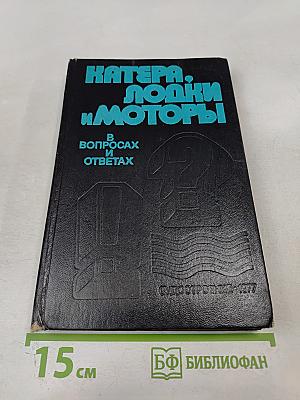 КАТЕРА,
ЛОДКИ
и МОТОРЫ
В
ВОПРОСАХ
И
ОТВЕТАХ
?
СУДОСТРОЕНИЕ · 1977
15 см
БФ БИБЛИОФАН